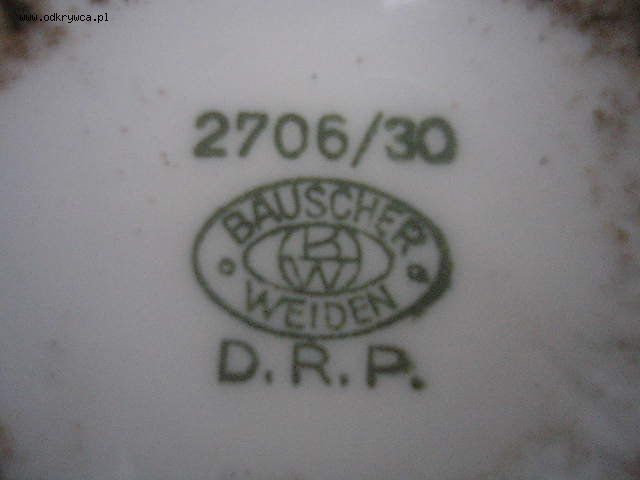 www.odkrywca.pl
2706/30
BAUSCHER
BW
WEIDEN
D.R.P.